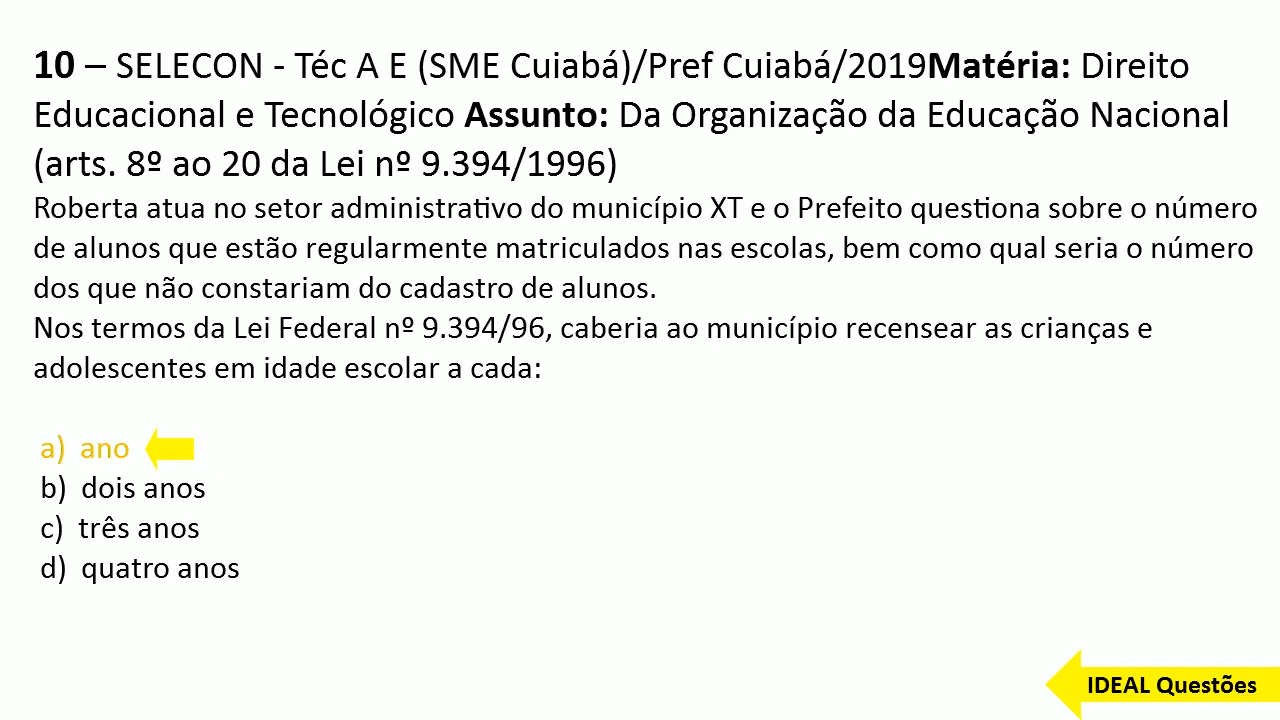 10 – SELECON - Téc A E (SME Cuiabá)/Pref Cuiabá/2019Matéria: Direito
Educacional e Tecnológico Assunto: Da Organização da Educação Nacional
(arts. 8º ao 20 da Lei nº 9.394/1996)
Roberta atua no setor administrativo do município XT e o Prefeito questiona sobre o número
de alunos que estão regularmente matriculados nas escolas, bem como qual seria o número
dos que não constariam do cadastro de alunos.
Nos termos da Lei Federal nº 9.394/96, caberia ao município recensear as crianças e
adolescentes em idade escolar a cada:
a) ano
b) dois anos
c) três anos
d) quatro anos
IDEAL Questões